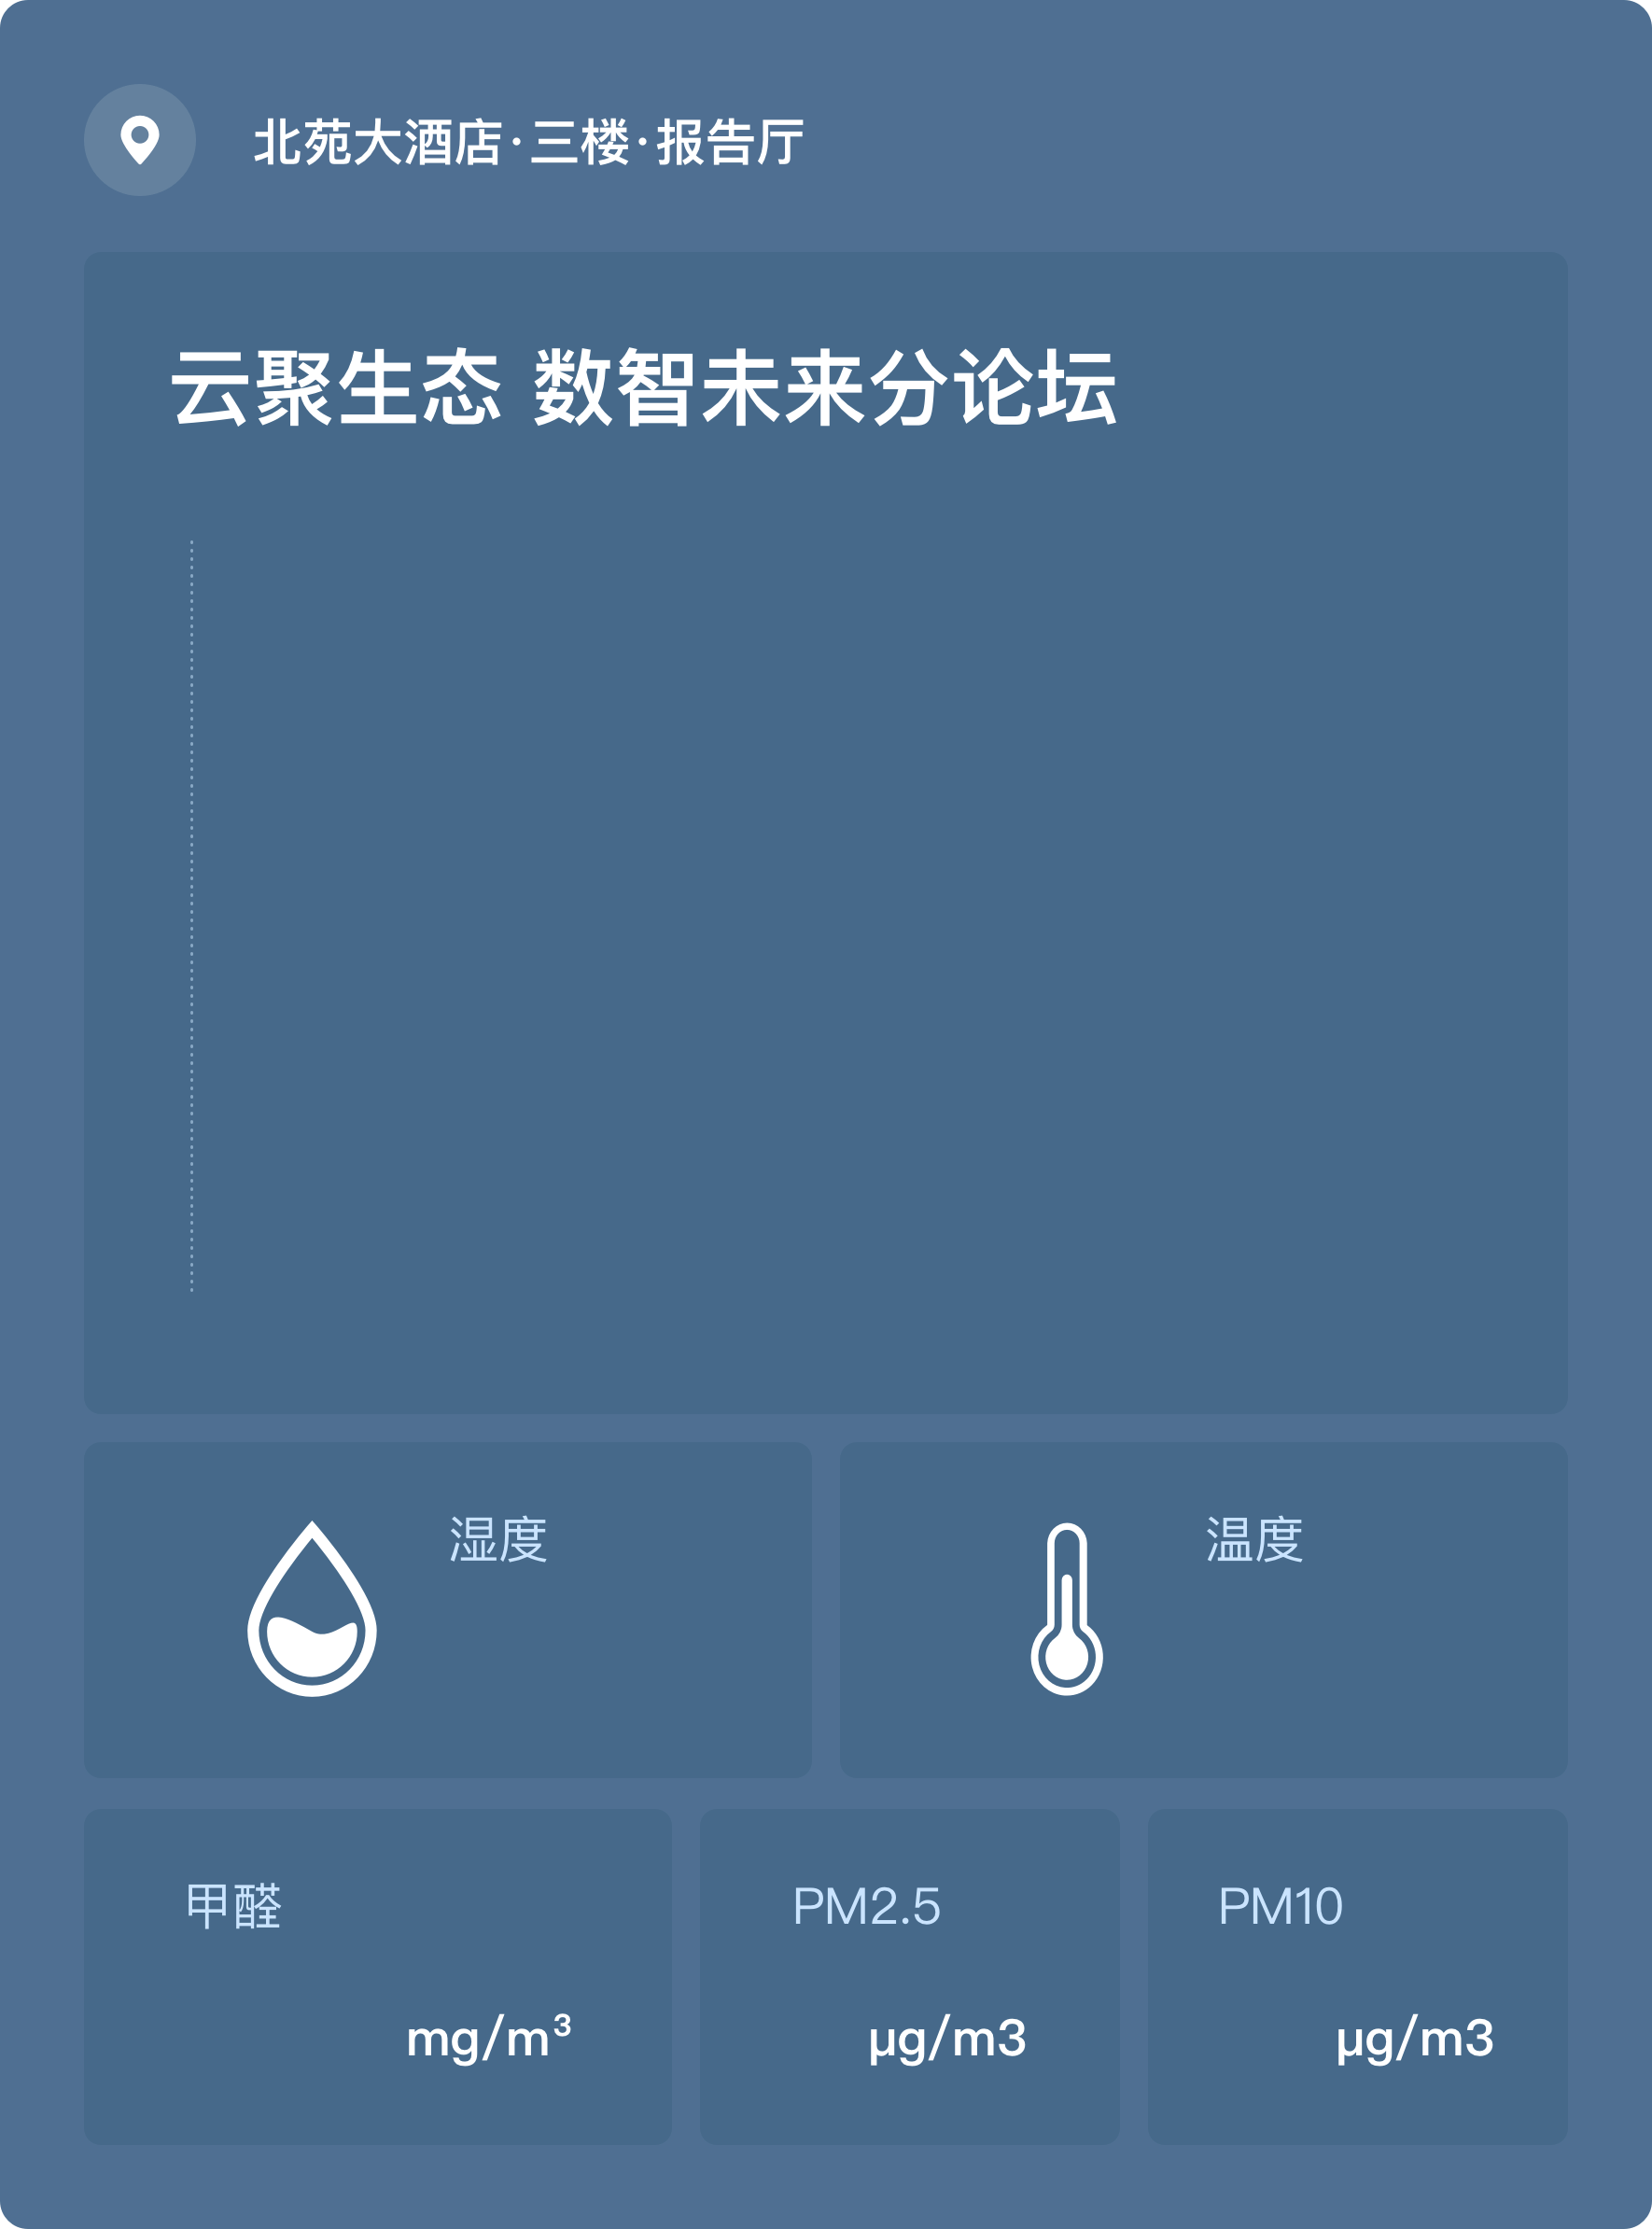 北苑大酒店·三楼·报告厅
云聚生态 数智未来分论坛
湿度
温度
甲醛
PM2.5
PM10
mg/m³
μg/m3
μg/m3